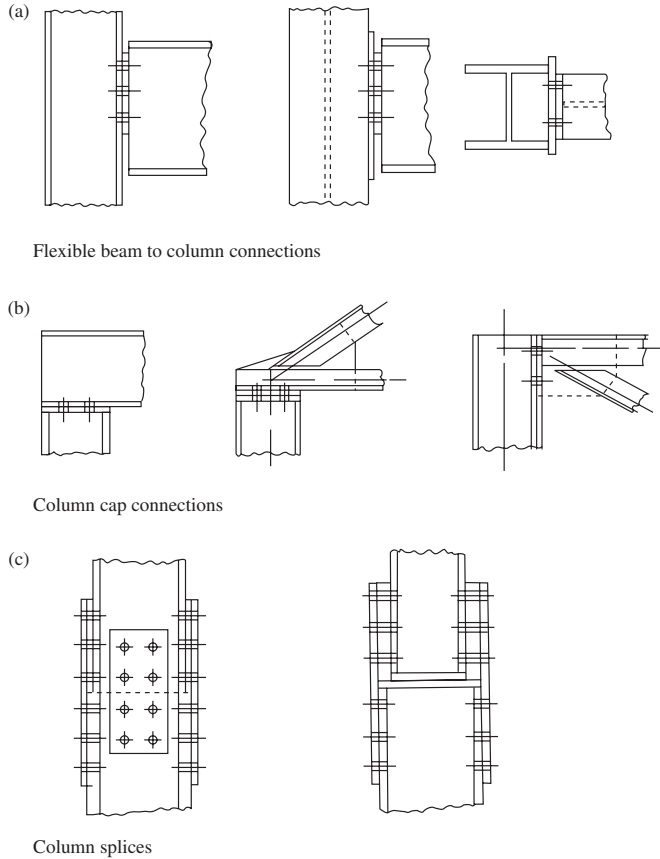 (a)
Flexible beam to column connections
(b)
Column cap connections
(c)
Column splices